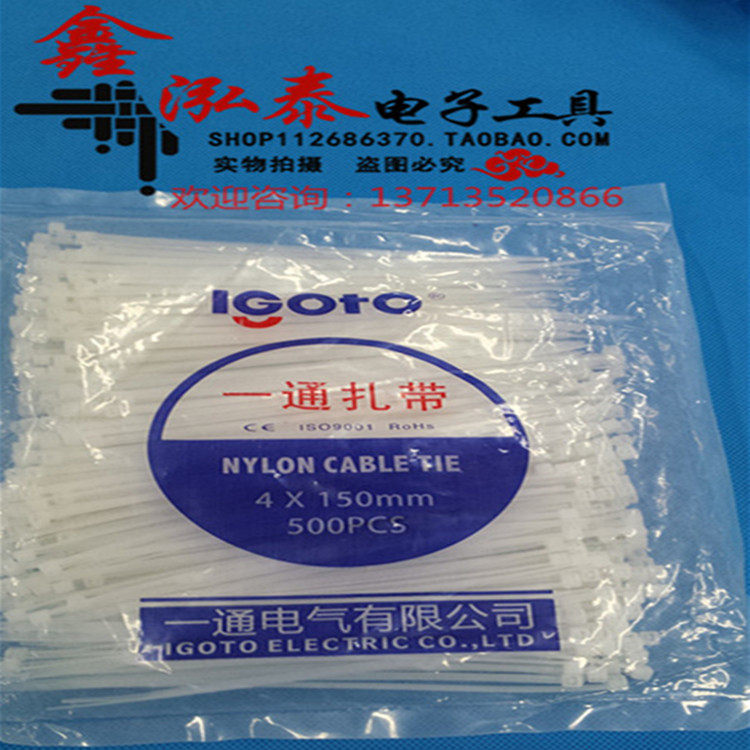 鑫
泓泰电子工具
SHOP112686370.TAOBAO.COM
实物拍摄 盗图必究
欢迎咨询：13713520866
IGOTO®
一通扎带
CE ISO9001 RoHs
NYLON CABLE TIE
4 X 150mm
500PCS
一通电气有限公司
IGOTO ELECTRIC CO.,LTD